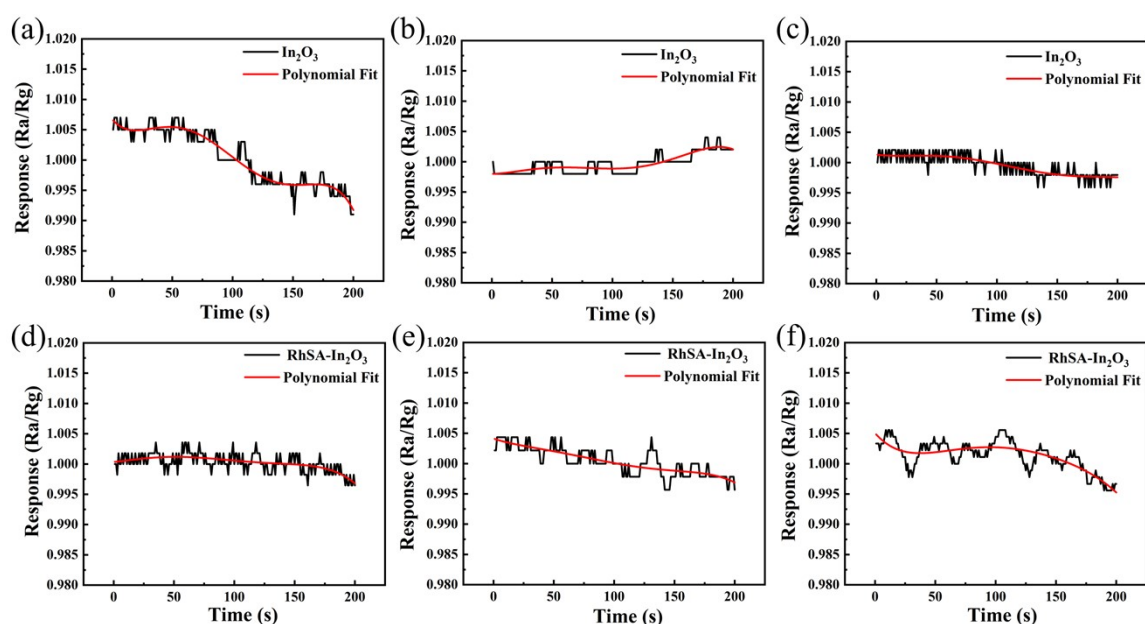 (a)
1.020
1.015
1.010
1.005
1.000
0.995
0.990
0.985
0.980
Response (Ra/Rg)
In₂O₃
Polynomial Fit
0 50 100 150 200
Time (s)
(b)
1.020
1.015
1.010
1.005
1.000
0.995
0.990
0.985
0.980
Response (Ra/Rg)
In₂O₃
Polynomial Fit
0 50 100 150 200
Time (s)
(c)
1.020
1.015
1.010
1.005
1.000
0.995
0.990
0.985
0.980
Response (Ra/Rg)
In₂O₃
Polynomial Fit
0 50 100 150 200
Time (s)
(d)
1.020
1.015
1.010
1.005
1.000
0.995
0.990
0.985
0.980
Response (Ra/Rg)
RhSA-In₂O₃
Polynomial Fit
0 50 100 150 200
Time (s)
(e)
1.020
1.015
1.010
1.005
1.000
0.995
0.990
0.985
0.980
Response (Ra/Rg)
RhSA-In₂O₃
Polynomial Fit
0 50 100 150 200
Time (s)
(f)
1.020
1.015
1.010
1.005
1.000
0.995
0.990
0.985
0.980
Response (Ra/Rg)
RhSA-In₂O₃
Polynomial Fit
0 50 100 150 200
Time (s)